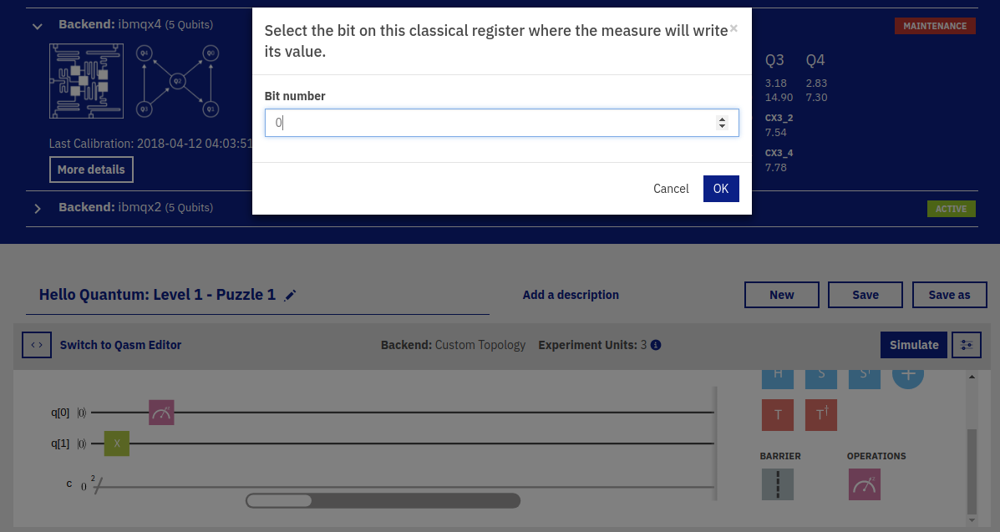 Backend: ibmqx4 (5 Qubits)
MAINTENANCE
Select the bit on this classical register where the measure will write
its value.
×
Q4 Q0
Q2
Q3 Q1
Q3 Q4
3.18 2.83
14.90 7.30
CX3_2
7.54
CX3_4
7.78
Bit number
0
Last Calibration: 2018-04-12 04:03:51
More details
Cancel
OK
Backend: ibmqx2 (5 Qubits)
ACTIVE
Hello Quantum: Level 1 - Puzzle 1
Add a description
New
Save
Save as
Switch to Qasm Editor
Backend: Custom Topology
Experiment Units: 3
Simulate
H S S† +
q[0] |0⟩
T T†
q[1] |0⟩ X
BARRIER
OPERATIONS
c 0 2